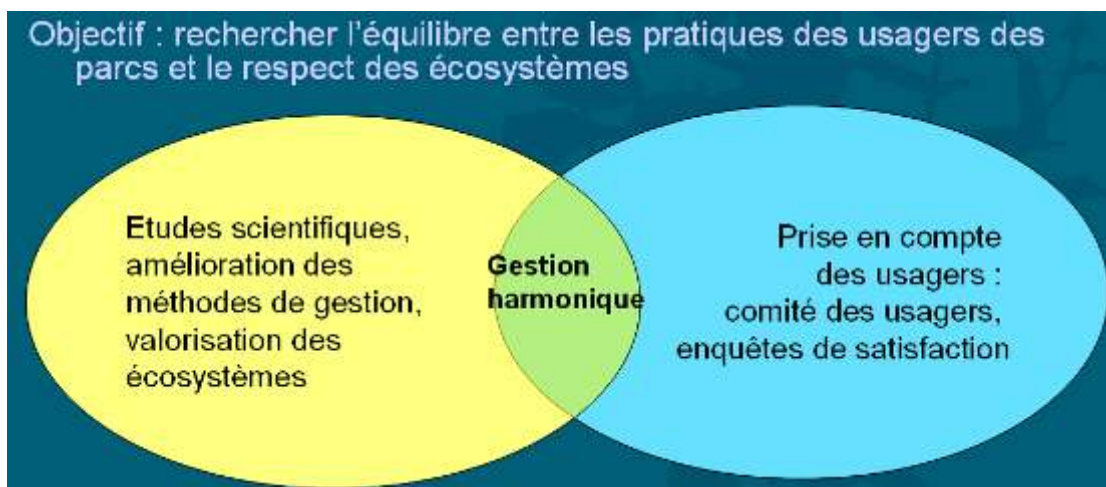 Objectif : rechercher l'équilibre entre les pratiques des usagers des
parcs et le respect des écosystèmes
Etudes scientifiques,
amélioration des
méthodes de gestion,
valorisation des
écosystèmes
Gestion
harmonique
Prise en compte
des usagers :
comité des usagers,
enquêtes de satisfaction